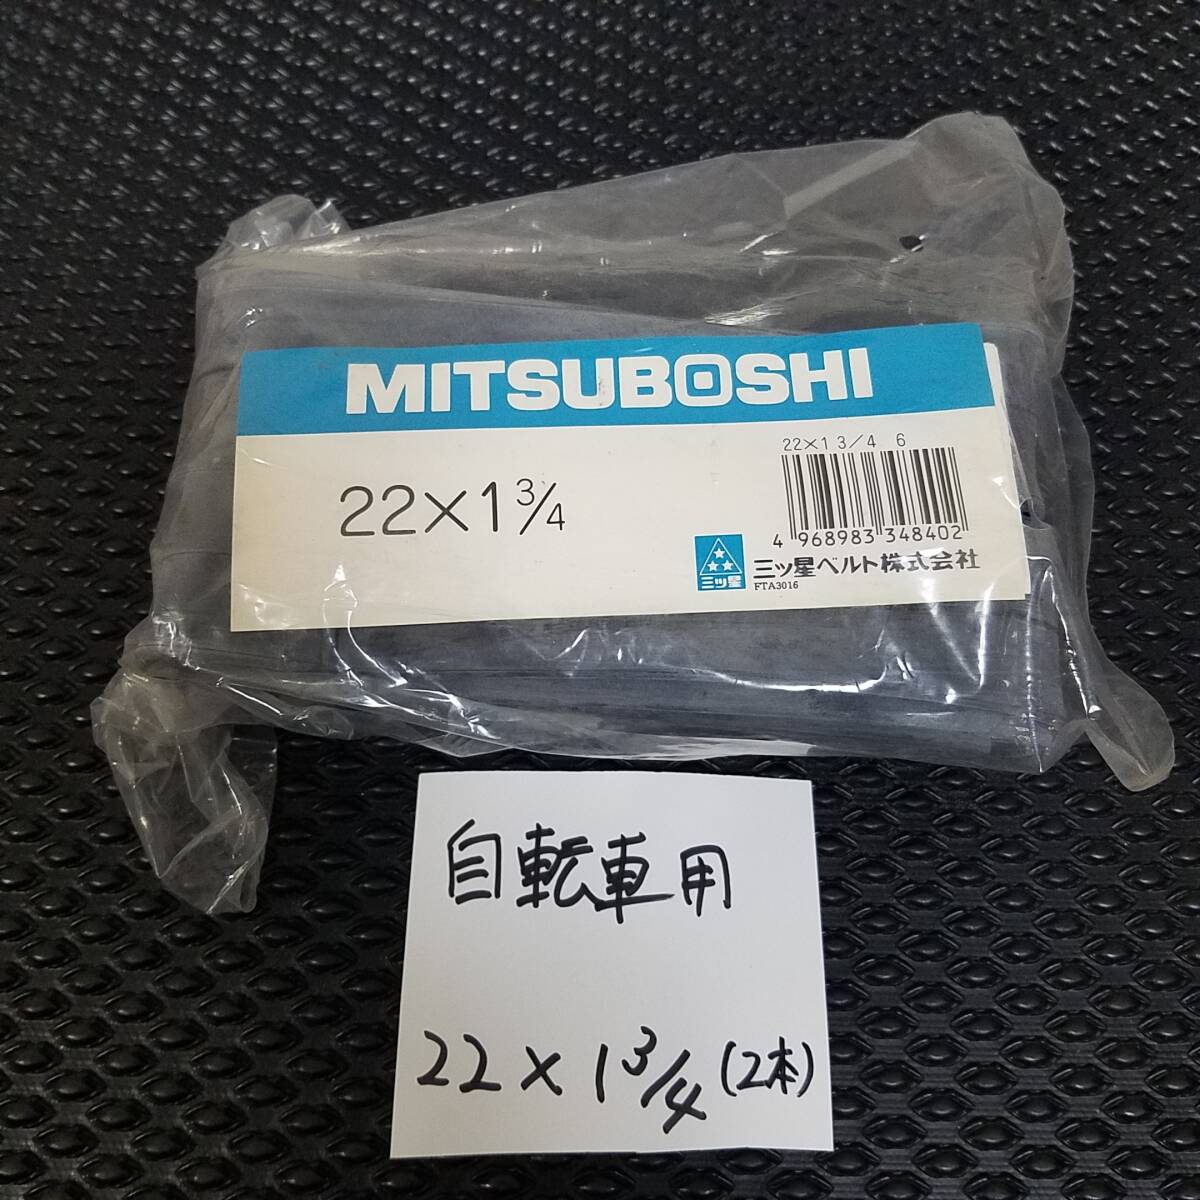 MITSUBOSHI
22×1 3/4 6
22×1 3/4
4 968983 348402
三ツ星
三ツ星ベルト株式会社
FTA3016
自転車用
22×1 3/4 (2本)